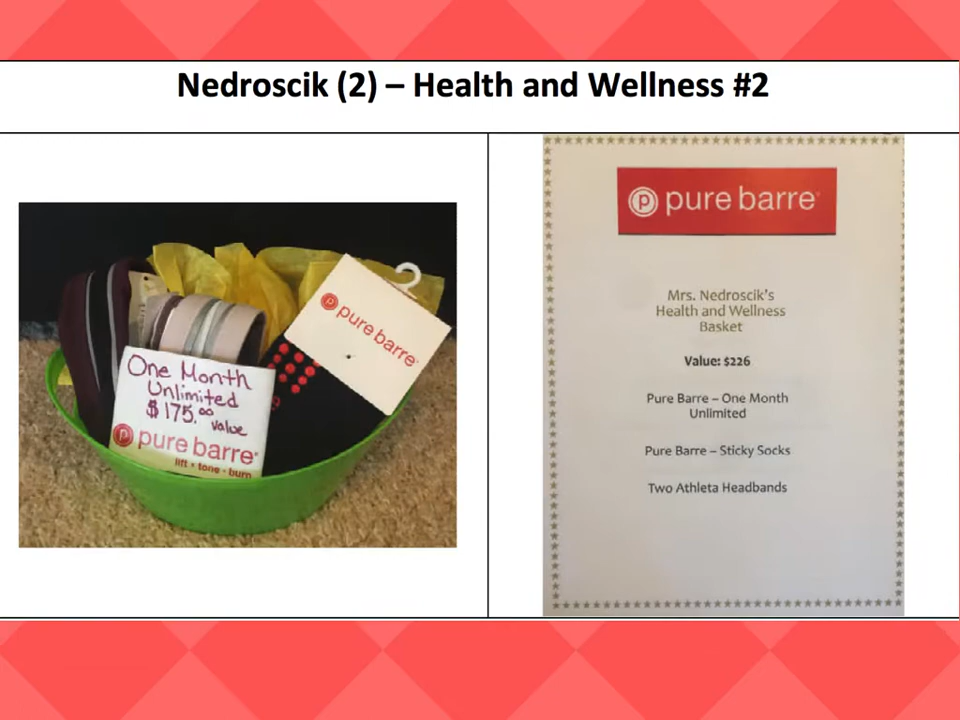 Nedroscik (2) – Health and Wellness #2
pure barre
One Month
Unlimited
$175.00
value
pure barre
lift • tone • burn
pure barre
Mrs. Nedroscik's
Health and Wellness
Basket
Value: $226
Pure Barre – One Month
Unlimited
Pure Barre – Sticky Socks
Two Athleta Headbands